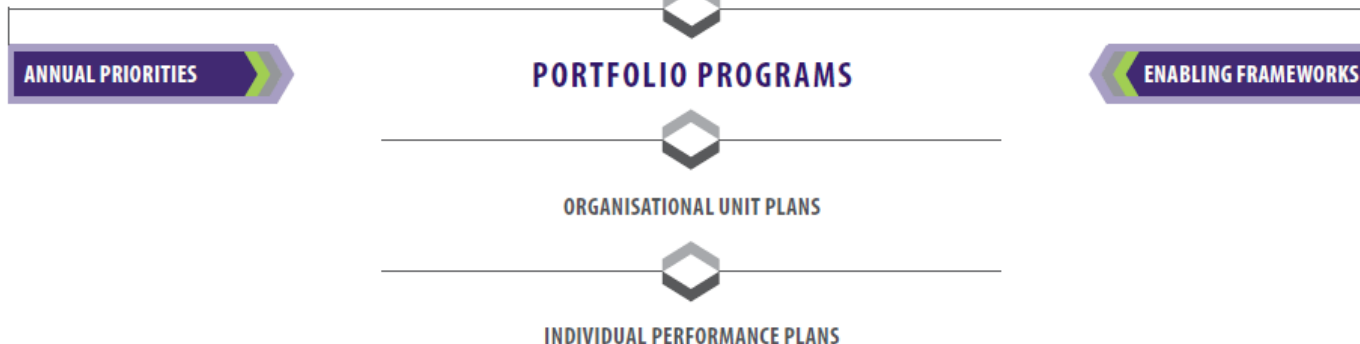 ANNUAL PRIORITIES
PORTFOLIO PROGRAMS
ENABLING FRAMEWORKS
ORGANISATIONAL UNIT PLANS
INDIVIDUAL PERFORMANCE PLANS